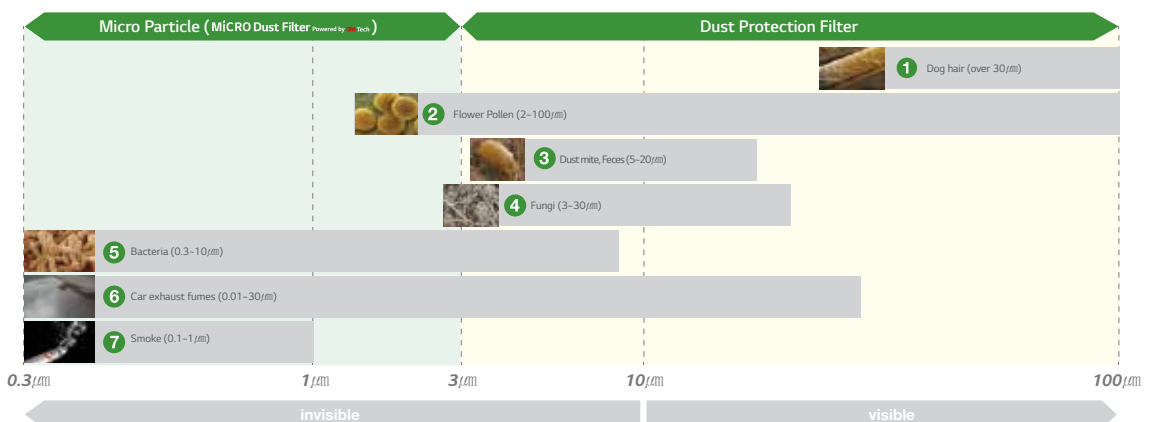 Micro Particle ( MiCRO Dust Filter Powered by 3M Tech )
Dust Protection Filter
1 Dog hair (over 30㎛)
2 Flower Pollen (2~100㎛)
3 Dust mite, Feces (5~20㎛)
4 Fungi (3~30㎛)
5 Bacteria (0.3~10㎛)
6 Car exhaust fumes (0.01~30㎛)
7 Smoke (0.1~1㎛)
0.3㎛ 1㎛ 3㎛ 10㎛ 100㎛
invisible visible